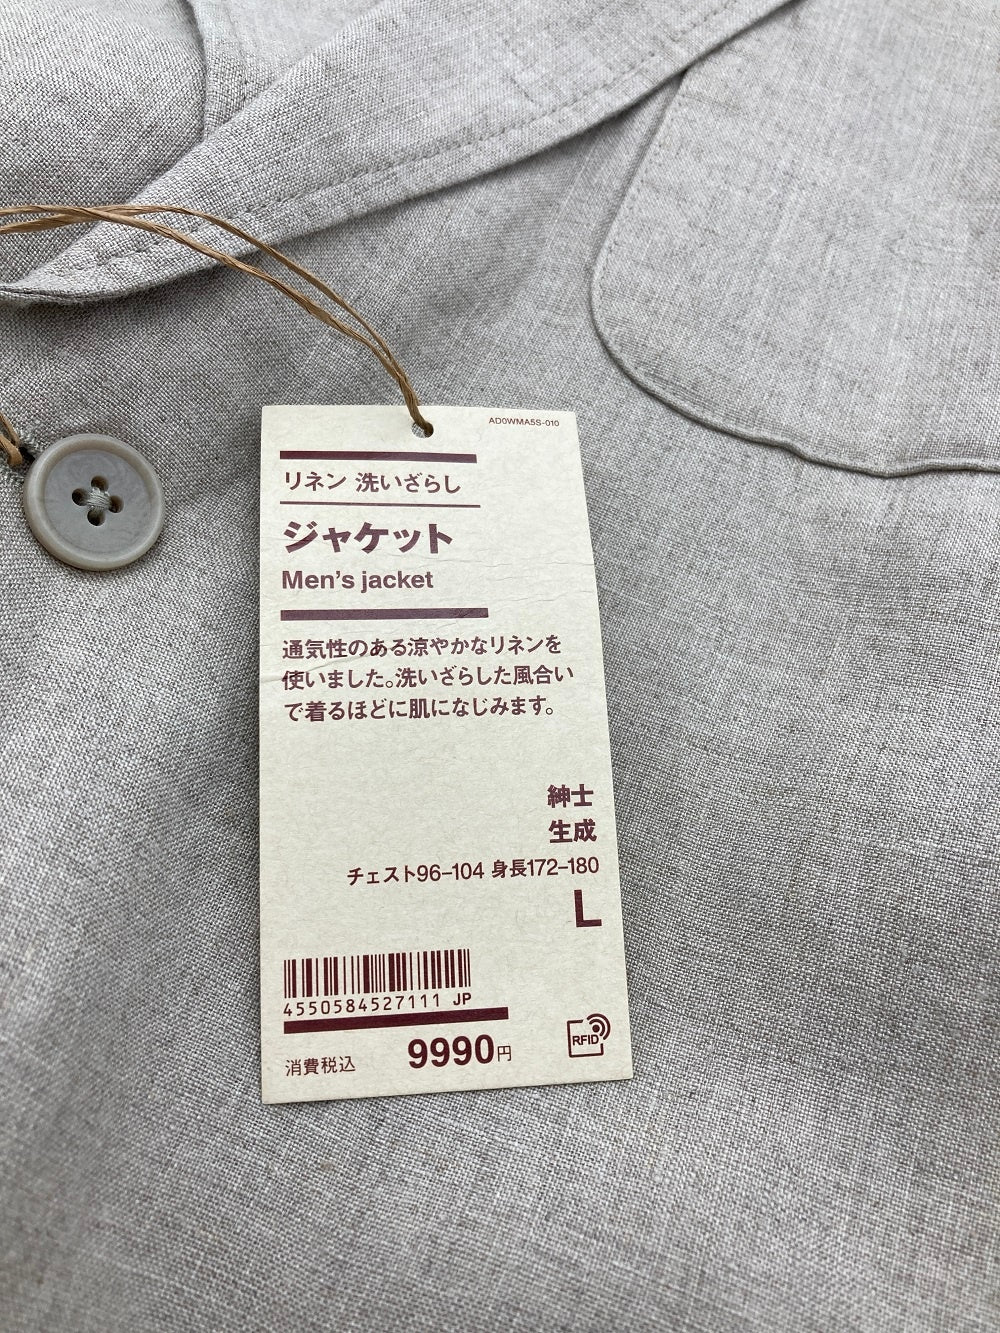 AD0WMA5S-010
リネン 洗いざらし
ジャケット
Men's jacket
通気性のある涼やかなリネンを
使いました。洗いざらした風合い
で着るほどに肌になじみます。
紳士
生成
チェスト96–104 身長172–180
L
4550584527111 JP
消費税込 9990円
RFID